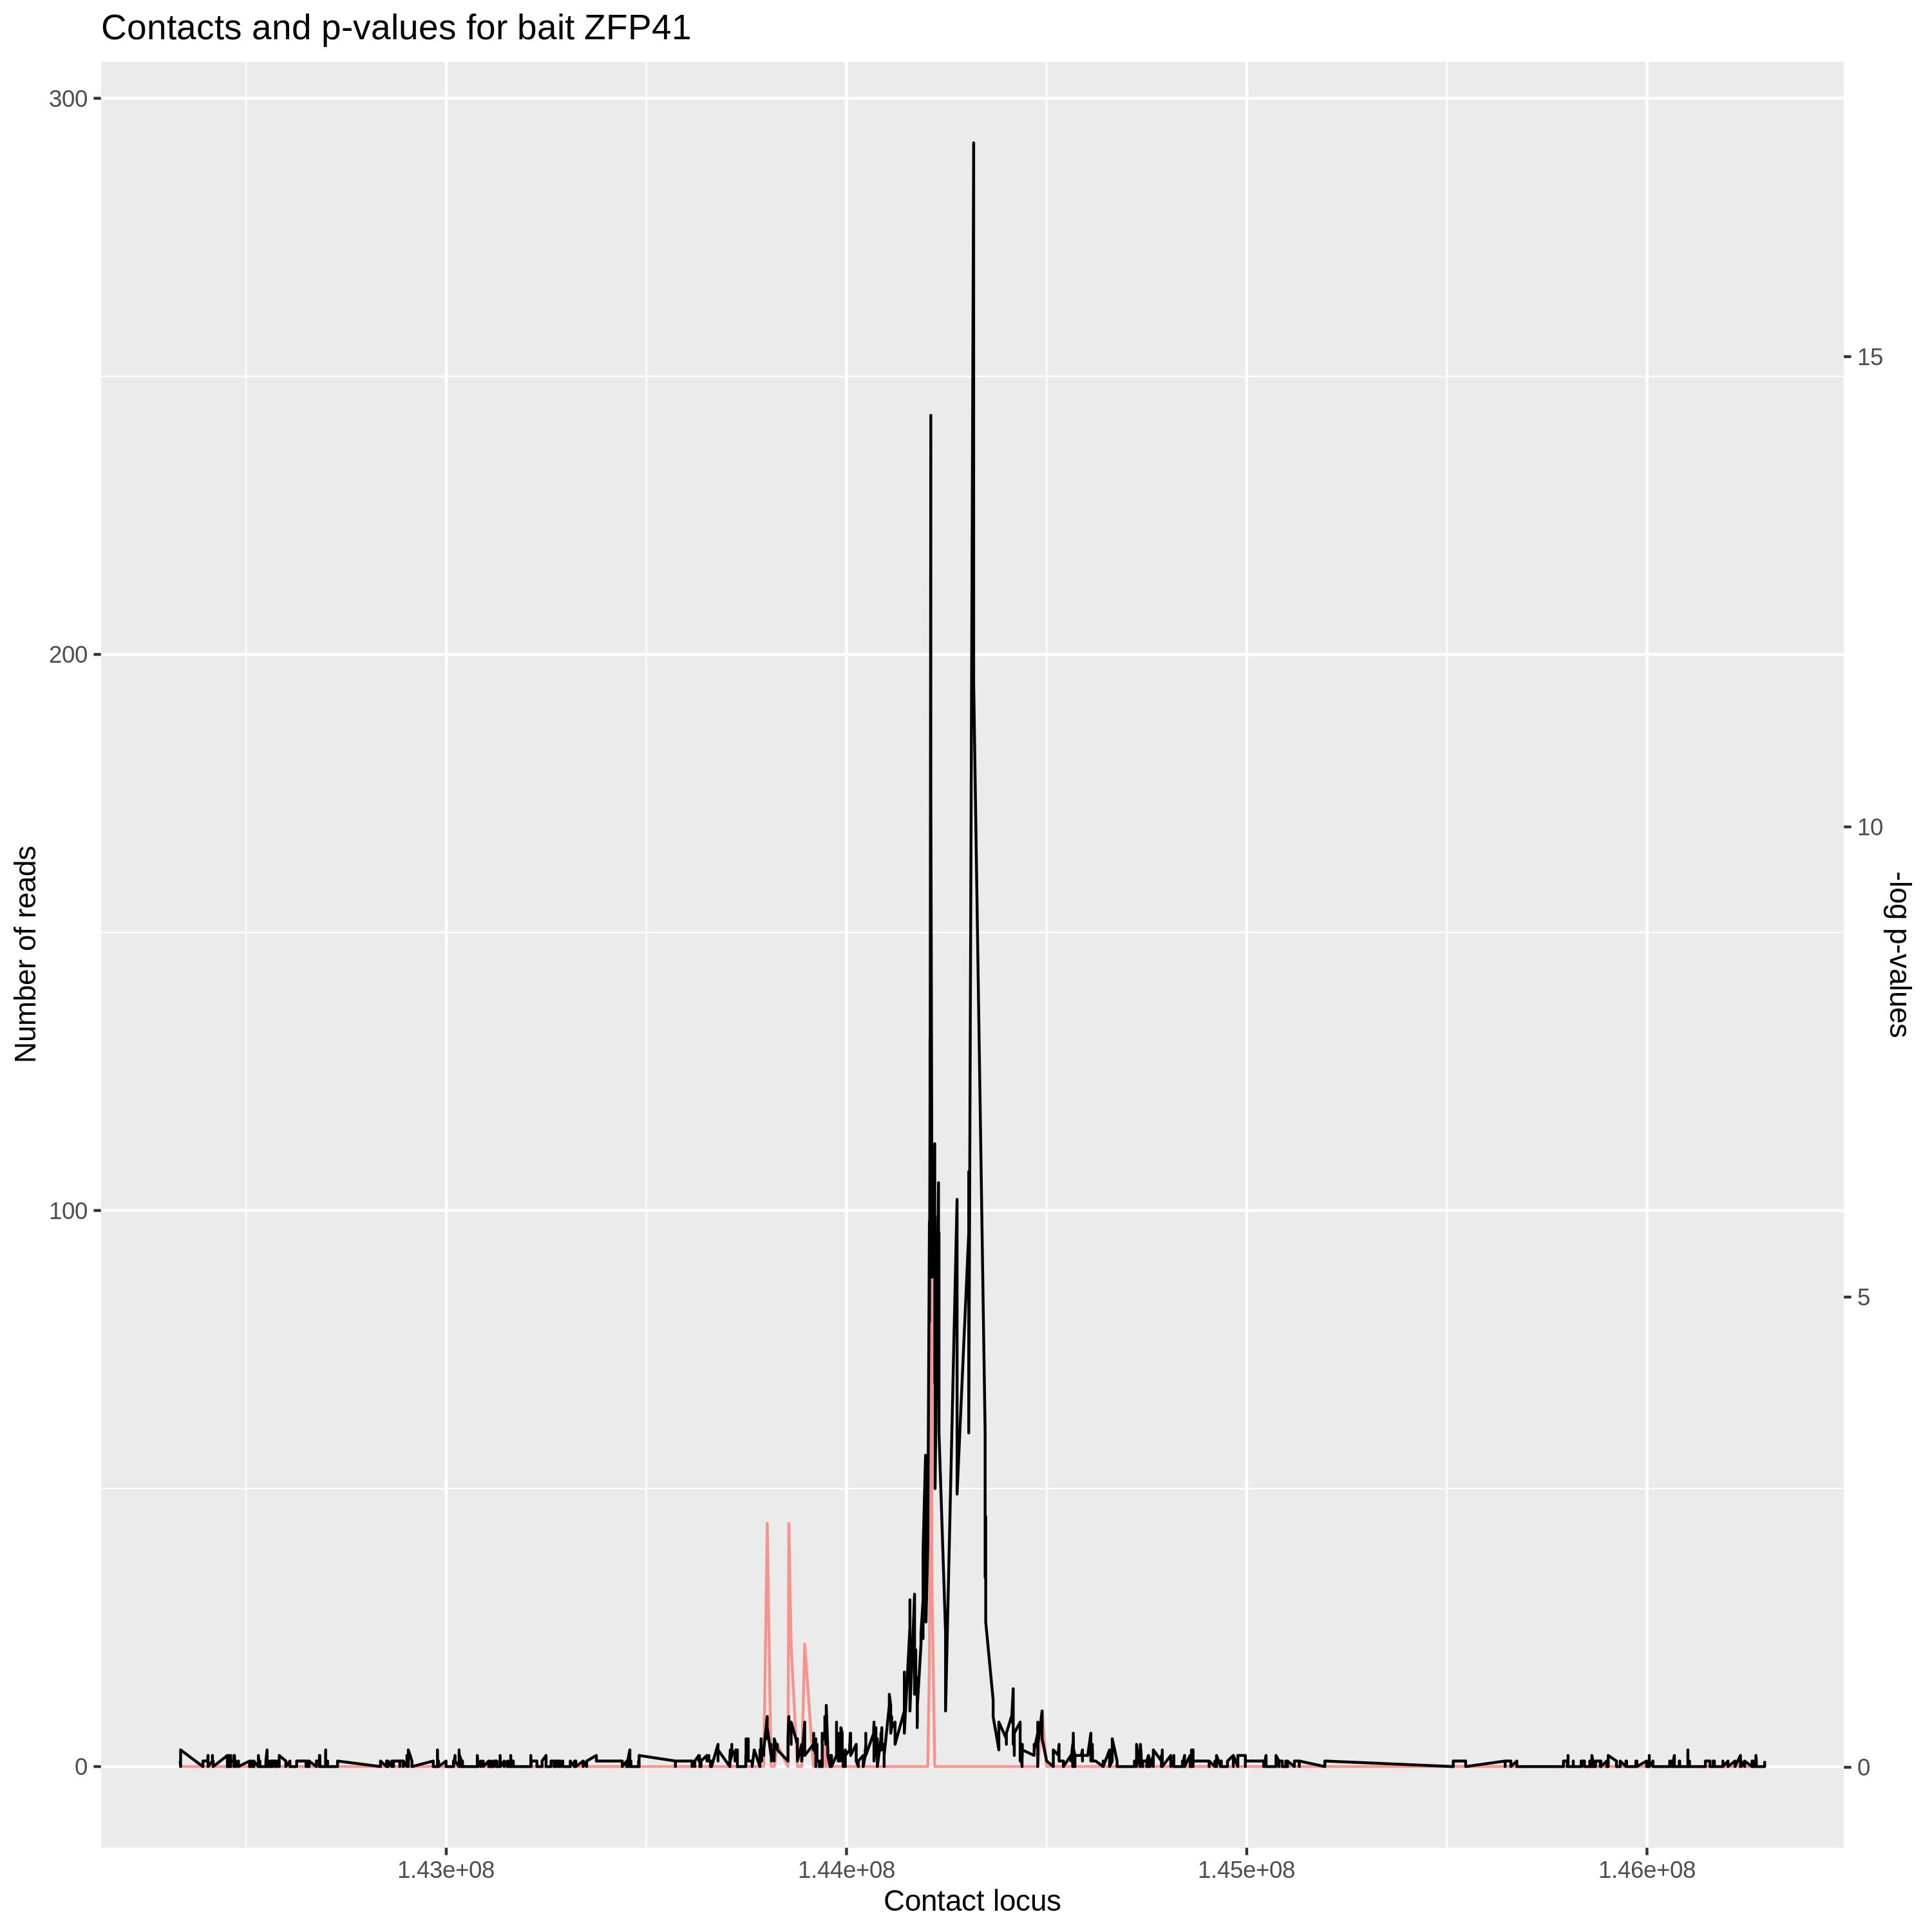 Contacts and p-values for bait ZFP41
300
200
100
0
Number of reads
15
10
5
0
-log p-values
1.43e+08
1.44e+08
1.45e+08
1.46e+08
Contact locus